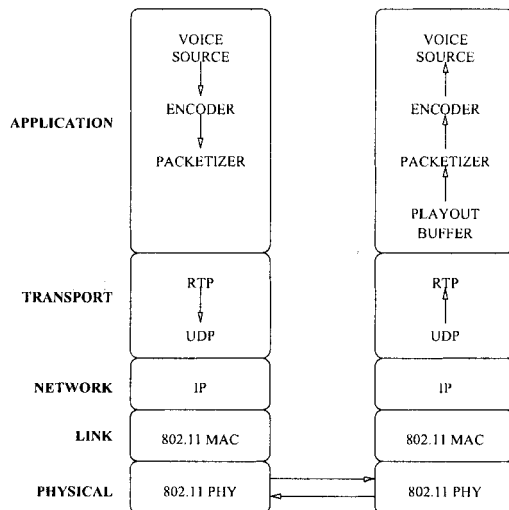 VOICE
SOURCE
ENCODER
PACKETIZER
VOICE
SOURCE
ENCODER
PACKETIZER
PLAYOUT
BUFFER
APPLICATION
RTP
UDP
RTP
UDP
TRANSPORT
NETWORK
IP
IP
LINK
802.11 MAC
802.11 MAC
PHYSICAL
802.11 PHY
802.11 PHY